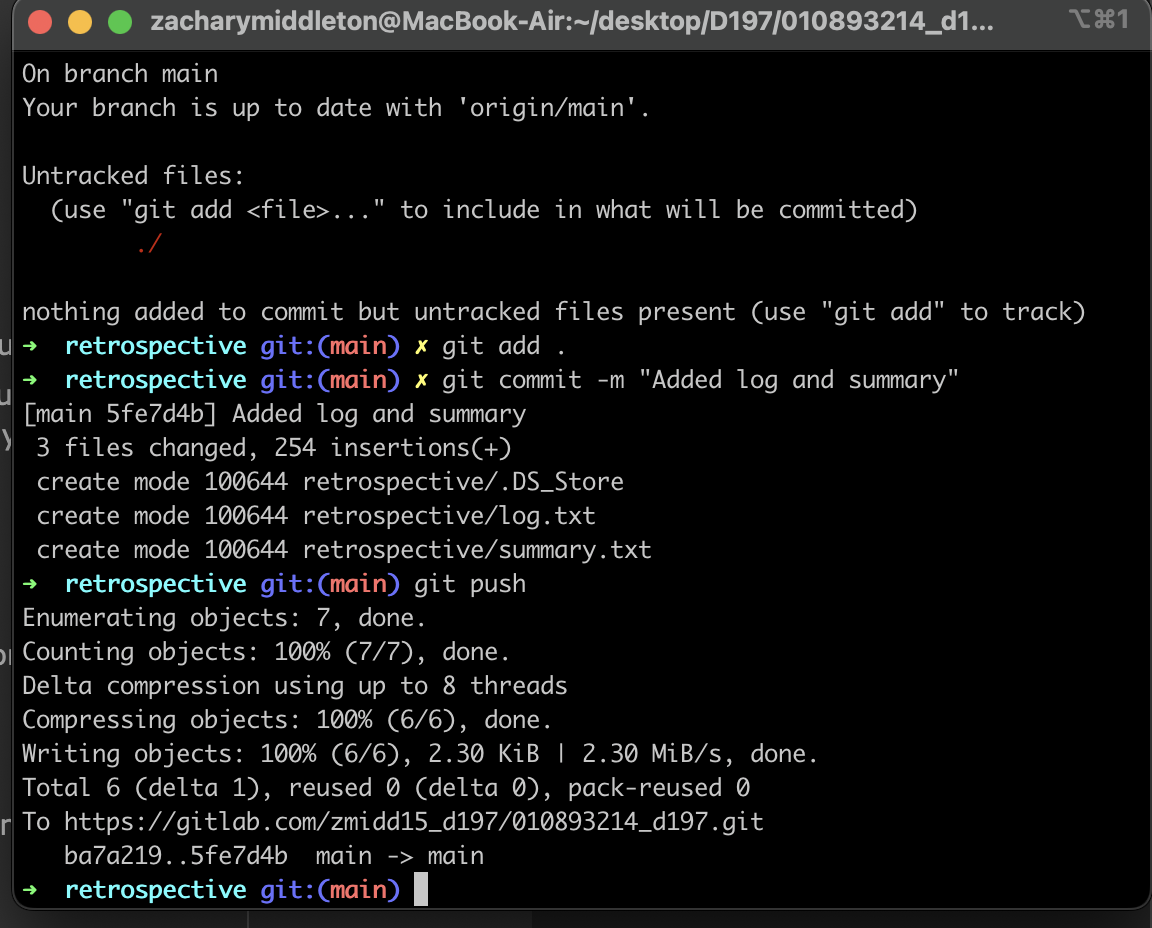 zacharymiddleton@MacBook-Air:~/desktop/D197/010893214_d1... ⌥⌘1
On branch main
Your branch is up to date with 'origin/main'.
Untracked files:
  (use "git add <file>..." to include in what will be committed)
        ./
nothing added to commit but untracked files present (use "git add" to track)
➜  retrospective git:(main) ✗ git add .
➜  retrospective git:(main) ✗ git commit -m "Added log and summary"
[main 5fe7d4b] Added log and summary
 3 files changed, 254 insertions(+)
 create mode 100644 retrospective/.DS_Store
 create mode 100644 retrospective/log.txt
 create mode 100644 retrospective/summary.txt
➜  retrospective git:(main) git push
Enumerating objects: 7, done.
Counting objects: 100% (7/7), done.
Delta compression using up to 8 threads
Compressing objects: 100% (6/6), done.
Writing objects: 100% (6/6), 2.30 KiB | 2.30 MiB/s, done.
Total 6 (delta 1), reused 0 (delta 0), pack-reused 0
To https://gitlab.com/zmidd15_d197/010893214_d197.git
   ba7a219..5fe7d4b  main -> main
➜  retrospective git:(main)